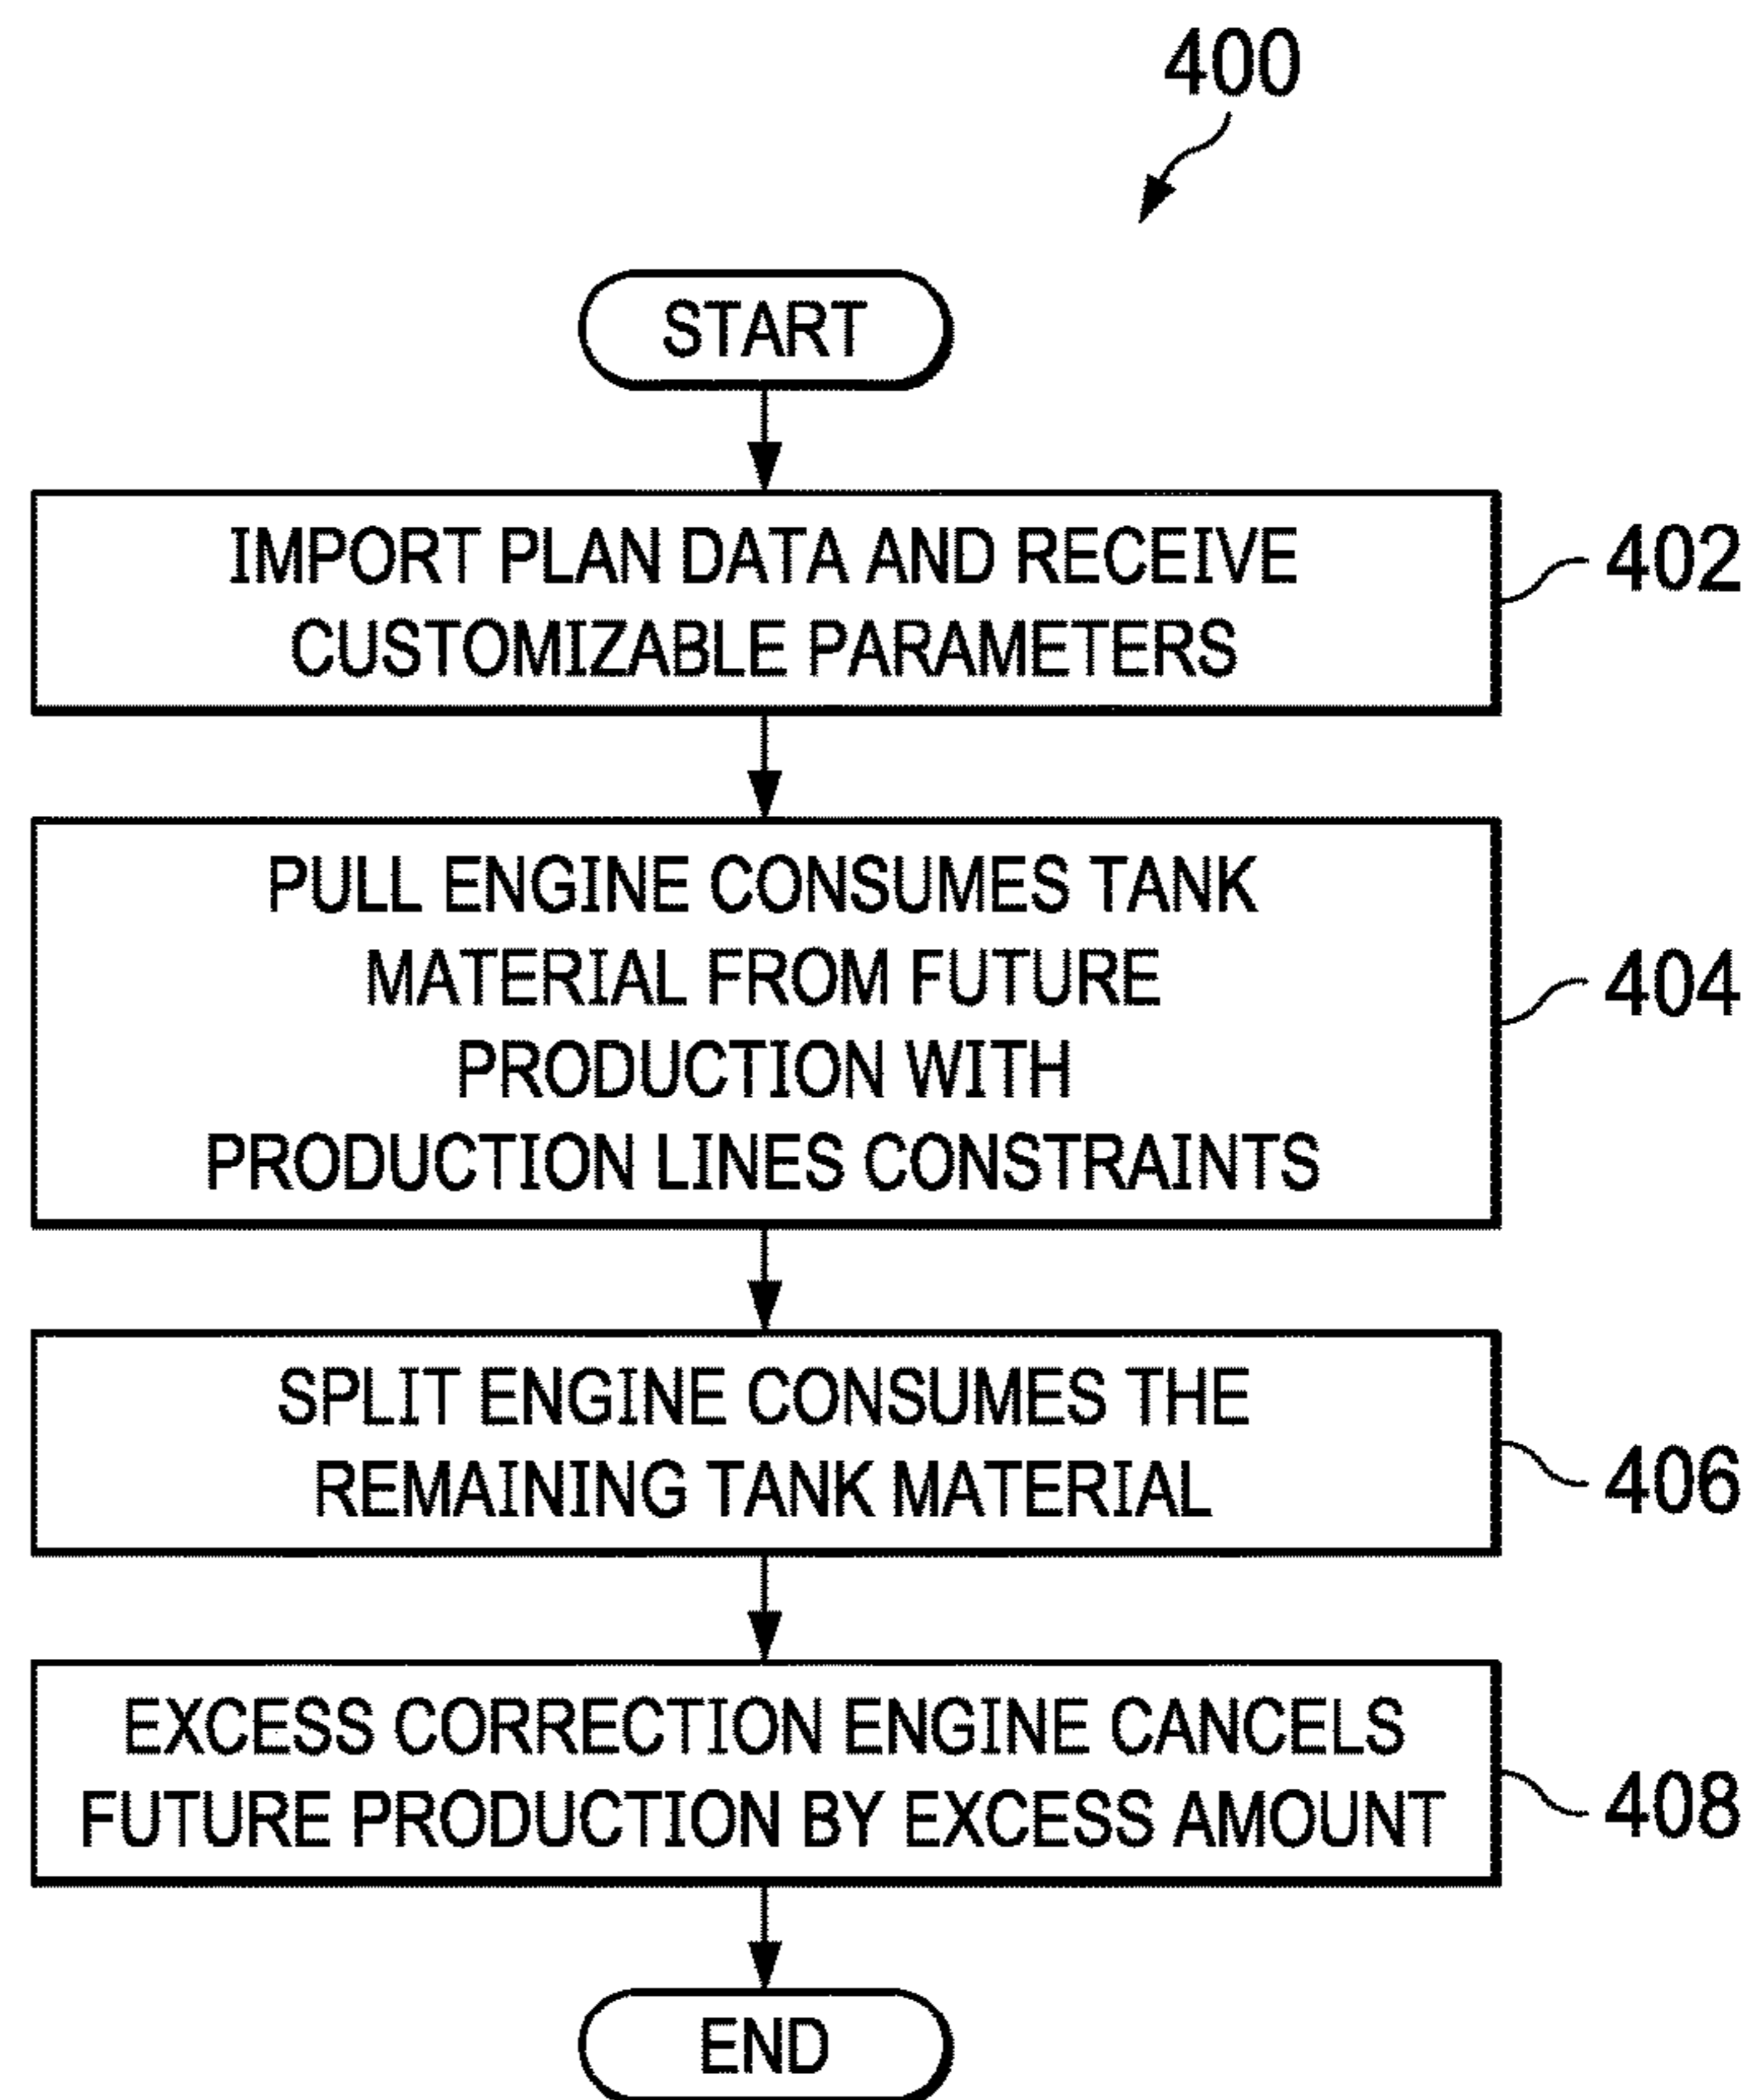 400
START
IMPORT PLAN DATA AND RECEIVE
CUSTOMIZABLE PARAMETERS
402
PULL ENGINE CONSUMES TANK
MATERIAL FROM FUTURE
PRODUCTION WITH
PRODUCTION LINES CONSTRAINTS
404
SPLIT ENGINE CONSUMES THE
REMAINING TANK MATERIAL
406
EXCESS CORRECTION ENGINE CANCELS
FUTURE PRODUCTION BY EXCESS AMOUNT
408
END